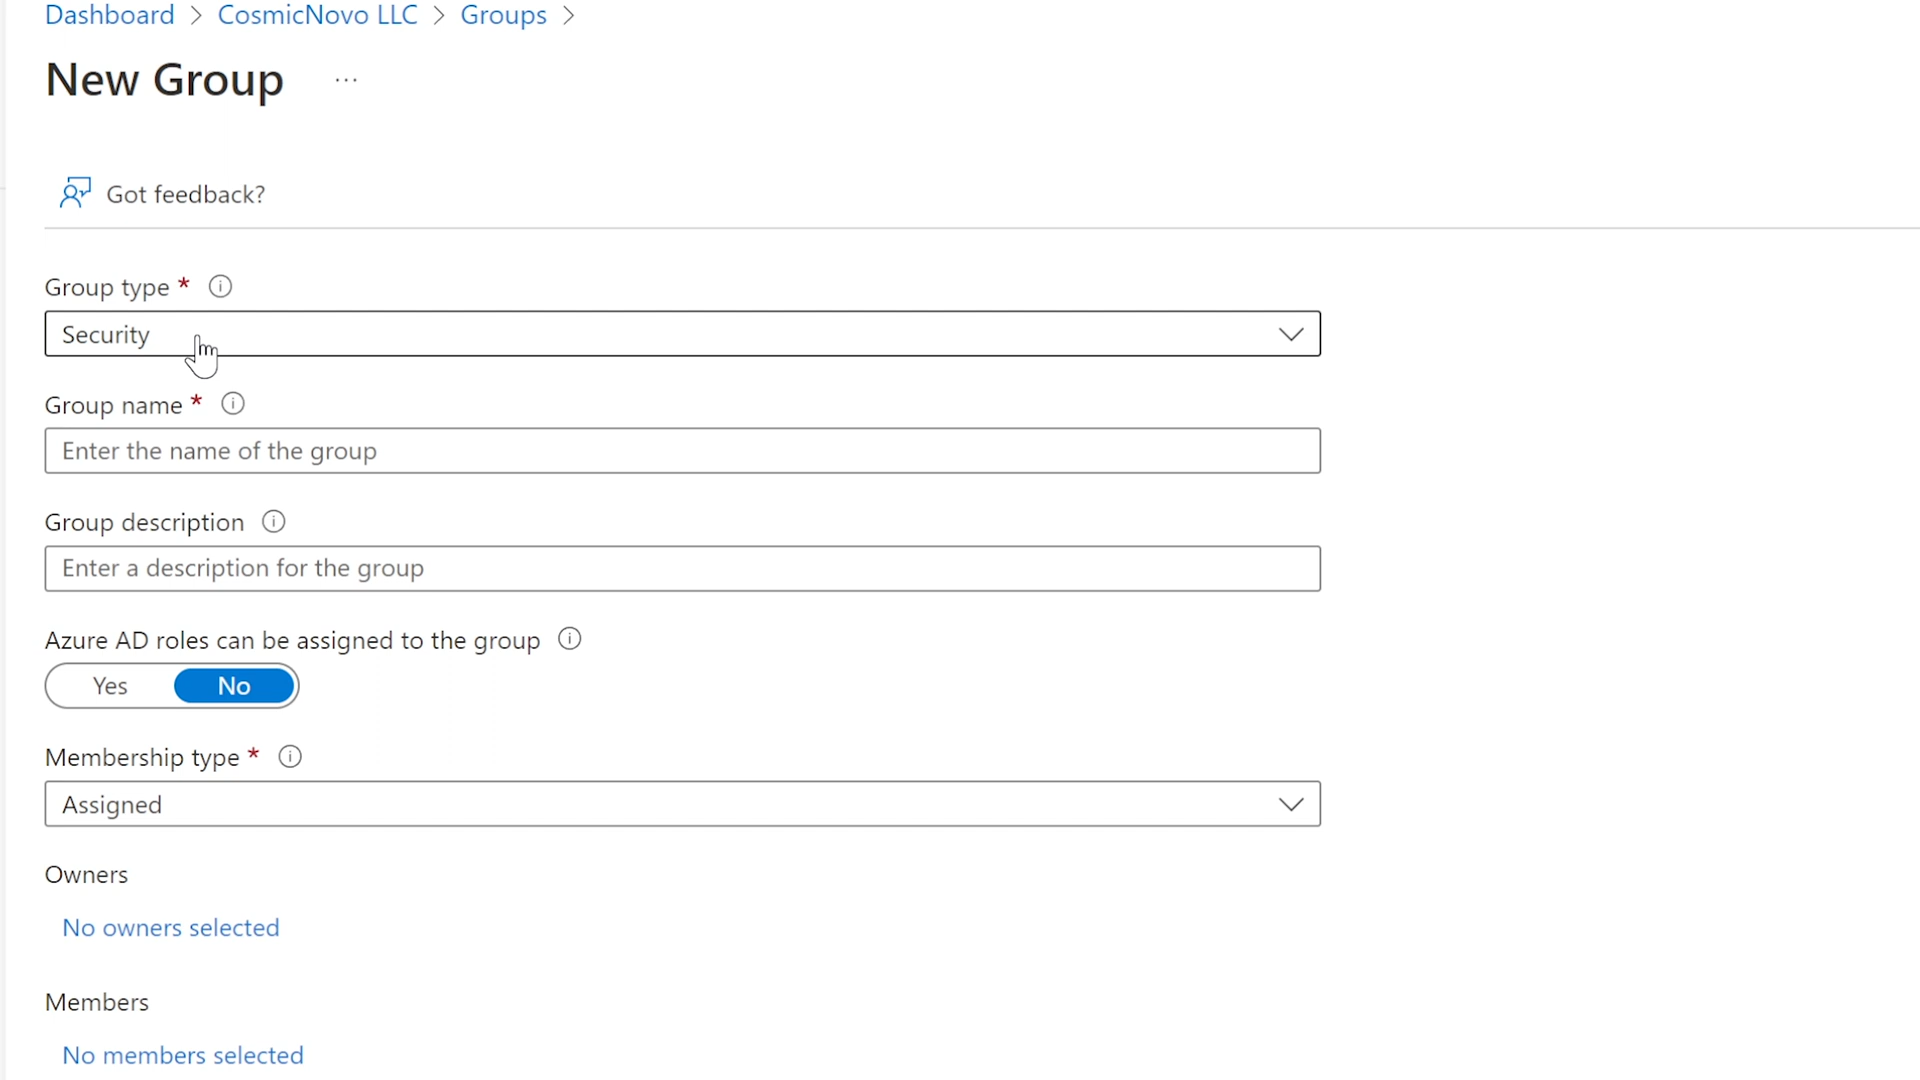 Dashboard > CosmicNovo LLC > Groups >
New Group ...
Got feedback?
Group type *
Security
Group name *
Enter the name of the group
Group description
Enter a description for the group
Azure AD roles can be assigned to the group
Yes No
Membership type *
Assigned
Owners
No owners selected
Members
No members selected